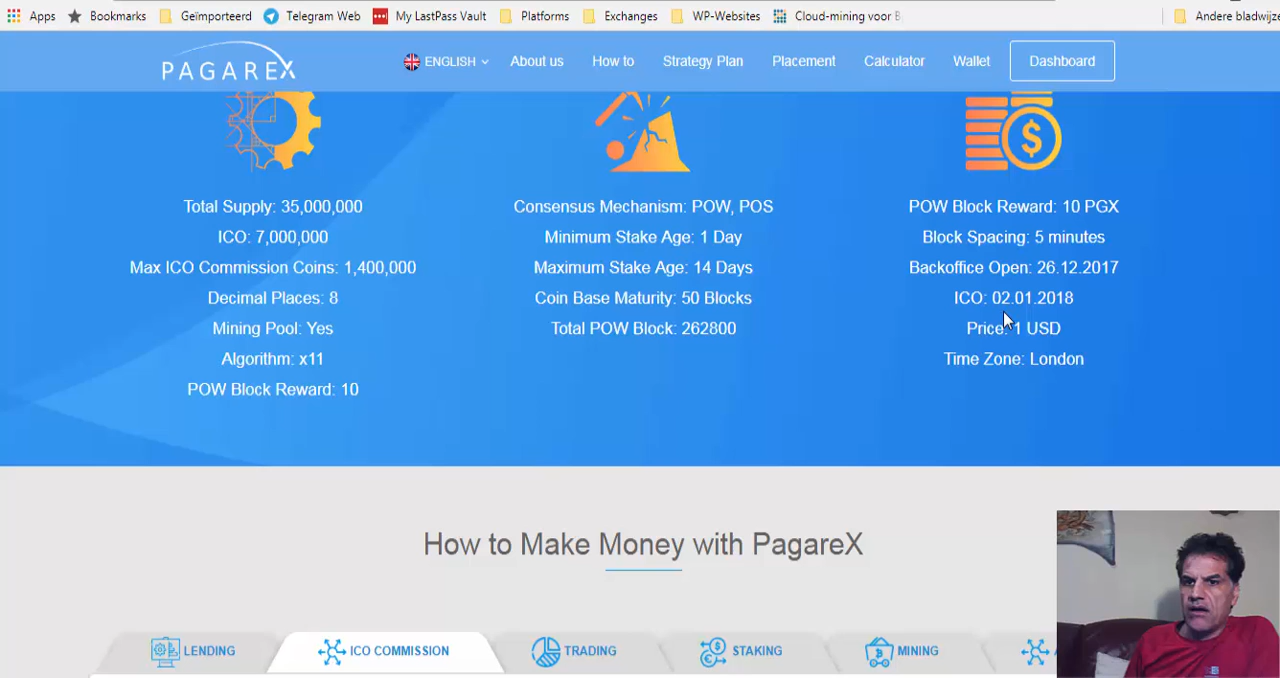 Apps Bookmarks Geïmporteerd Telegram Web My LastPass Vault Platforms Exchanges WP-Websites Cloud-mining voor Andere bladwijze
PAGAREX ENGLISH About us How to Strategy Plan Placement Calculator Wallet Dashboard
Total Supply: 35,000,000
ICO: 7,000,000
Max ICO Commission Coins: 1,400,000
Decimal Places: 8
Mining Pool: Yes
Algorithm: x11
POW Block Reward: 10
Consensus Mechanism: POW, POS
Minimum Stake Age: 1 Day
Maximum Stake Age: 14 Days
Coin Base Maturity: 50 Blocks
Total POW Block: 262800
POW Block Reward: 10 PGX
Block Spacing: 5 minutes
Backoffice Open: 26.12.2017
ICO: 02.01.2018
Price: 1 USD
Time Zone: London
How to Make Money with PagareX
LENDING ICO COMMISSION TRADING STAKING MINING